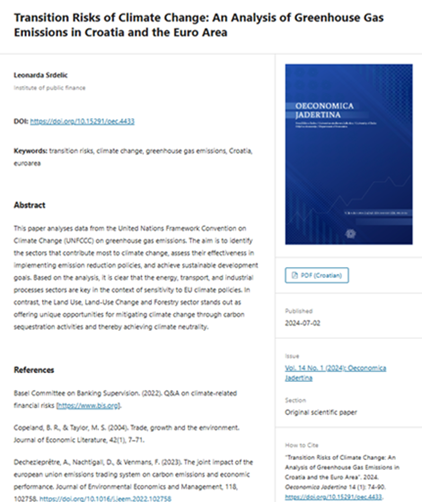 Transition Risks of Climate Change: An Analysis of Greenhouse Gas
Emissions in Croatia and the Euro Area
Leonarda Srdelic
Institute of public finance
DOI: https://doi.org/10.15291/oec.4433
Keywords: transition risks, climate change, greenhouse gas emissions, Croatia,
euroarea
Abstract
This paper analyses data from the United Nations Framework Convention on
Climate Change (UNFCCC) on greenhouse gas emissions. The aim is to identify
the sectors that contribute most to climate change, assess their effectiveness in
implementing emission reduction policies, and achieve sustainable development
goals. Based on the analysis, it is clear that the energy, transport, and industrial
processes sectors are key in the context of sensitivity to EU climate policies. In
contrast, the Land Use, Land-Use Change and Forestry sector stands out as
offering unique opportunities for mitigating climate change through carbon
sequestration activities and thereby achieving climate neutrality.
References
Basel Committee on Banking Supervision. (2022). Q&A on climate-related
financial risks [https://www.bis.org].
Copeland, B. R., & Taylor, M. S. (2004). Trade, growth and the environment.
Journal of Economic Literature, 42(1), 7–71.
Dechezleprêtre, A., Nachtigall, D., & Venmans, F. (2023). The joint impact of the
european union emissions trading system on carbon emissions and economic
performance. Journal of Environmental Economics and Management, 118,
102758. https://doi.org/10.1016/j.jeem.2022.102758
OECONOMICA
JADERTINA
PDF (Croatian)
Published
2024-07-02
Issue
Vol. 14 No. 1 (2024): Oeconomica
Jadertina
Section
Original scientific paper
How to Cite
"Transition Risks of Climate Change: An
Analysis of Greenhouse Gas Emissions in
Croatia and the Euro Area". 2024.
Oeconomica Jadertina 14 (1): 74-90.
https://doi.org/10.15291/oec.4433.